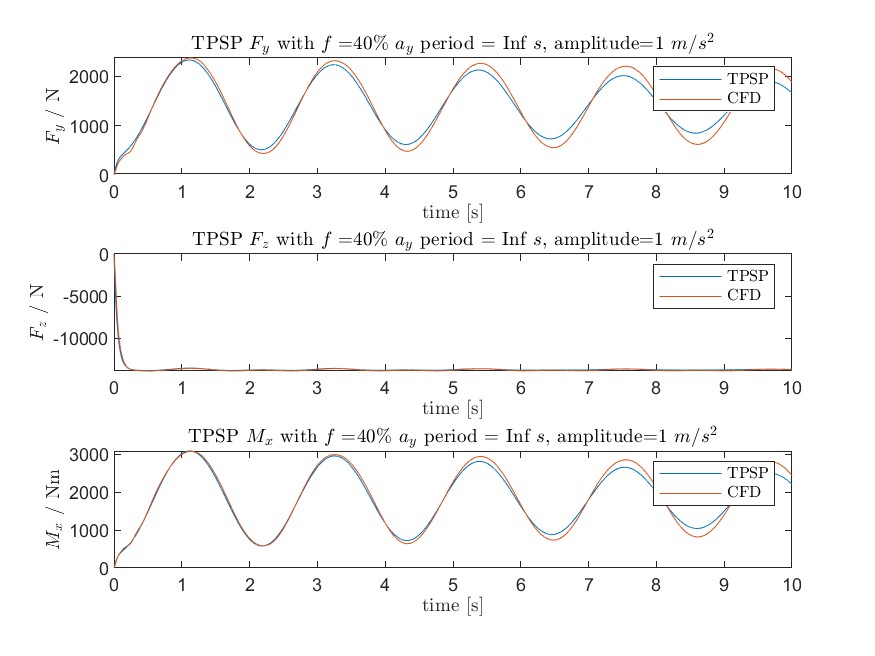 TPSP F_y with f =40% a_y period = Inf s, amplitude=1 m/s²
F_y / N
2000
1000
0
TPSP
CFD
0 1 2 3 4 5 6 7 8 9 10
time [s]
TPSP F_z with f =40% a_y period = Inf s, amplitude=1 m/s²
F_z / N
0
-5000
-10000
TPSP
CFD
0 1 2 3 4 5 6 7 8 9 10
time [s]
TPSP M_x with f =40% a_y period = Inf s, amplitude=1 m/s²
M_x / Nm
3000
2000
1000
0
TPSP
CFD
0 1 2 3 4 5 6 7 8 9 10
time [s]